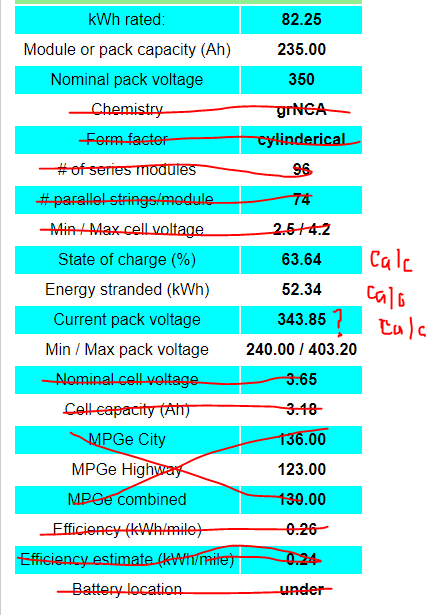 kWh rated: 82.25
Module or pack capacity (Ah) 235.00
Nominal pack voltage 350
Chemistry grNCA
Form factor cylinderical
# of series modules 96
# parallel strings/module 74
Min / Max cell voltage 2.5 / 4.2
State of charge (%) 63.64 Calc
Energy stranded (kWh) 52.34 Calc
Current pack voltage 343.85 ? Calc
Min / Max pack voltage 240.00 / 403.20
Nominal cell voltage 3.65
Cell capacity (Ah) 3.18
MPGe City 136.00
MPGe Highway 123.00
MPGe combined 130.00
Efficiency (kWh/mile) 0.26
Efficiency estimate (kWh/mile) 0.24
Battery location under